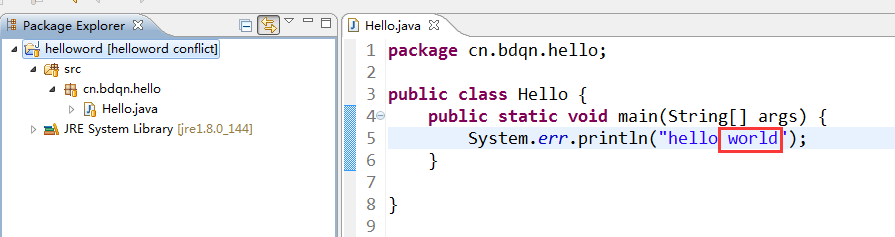 Package Explorer
helloword [helloword conflict]
src
cn.bdqn.hello
Hello.java
JRE System Library [jre1.8.0_144]
Hello.java
1 package cn.bdqn.hello;
2
3 public class Hello {
4 public static void main(String[] args) {
5 System.err.println("hello world");
6 }
7
8 }
9